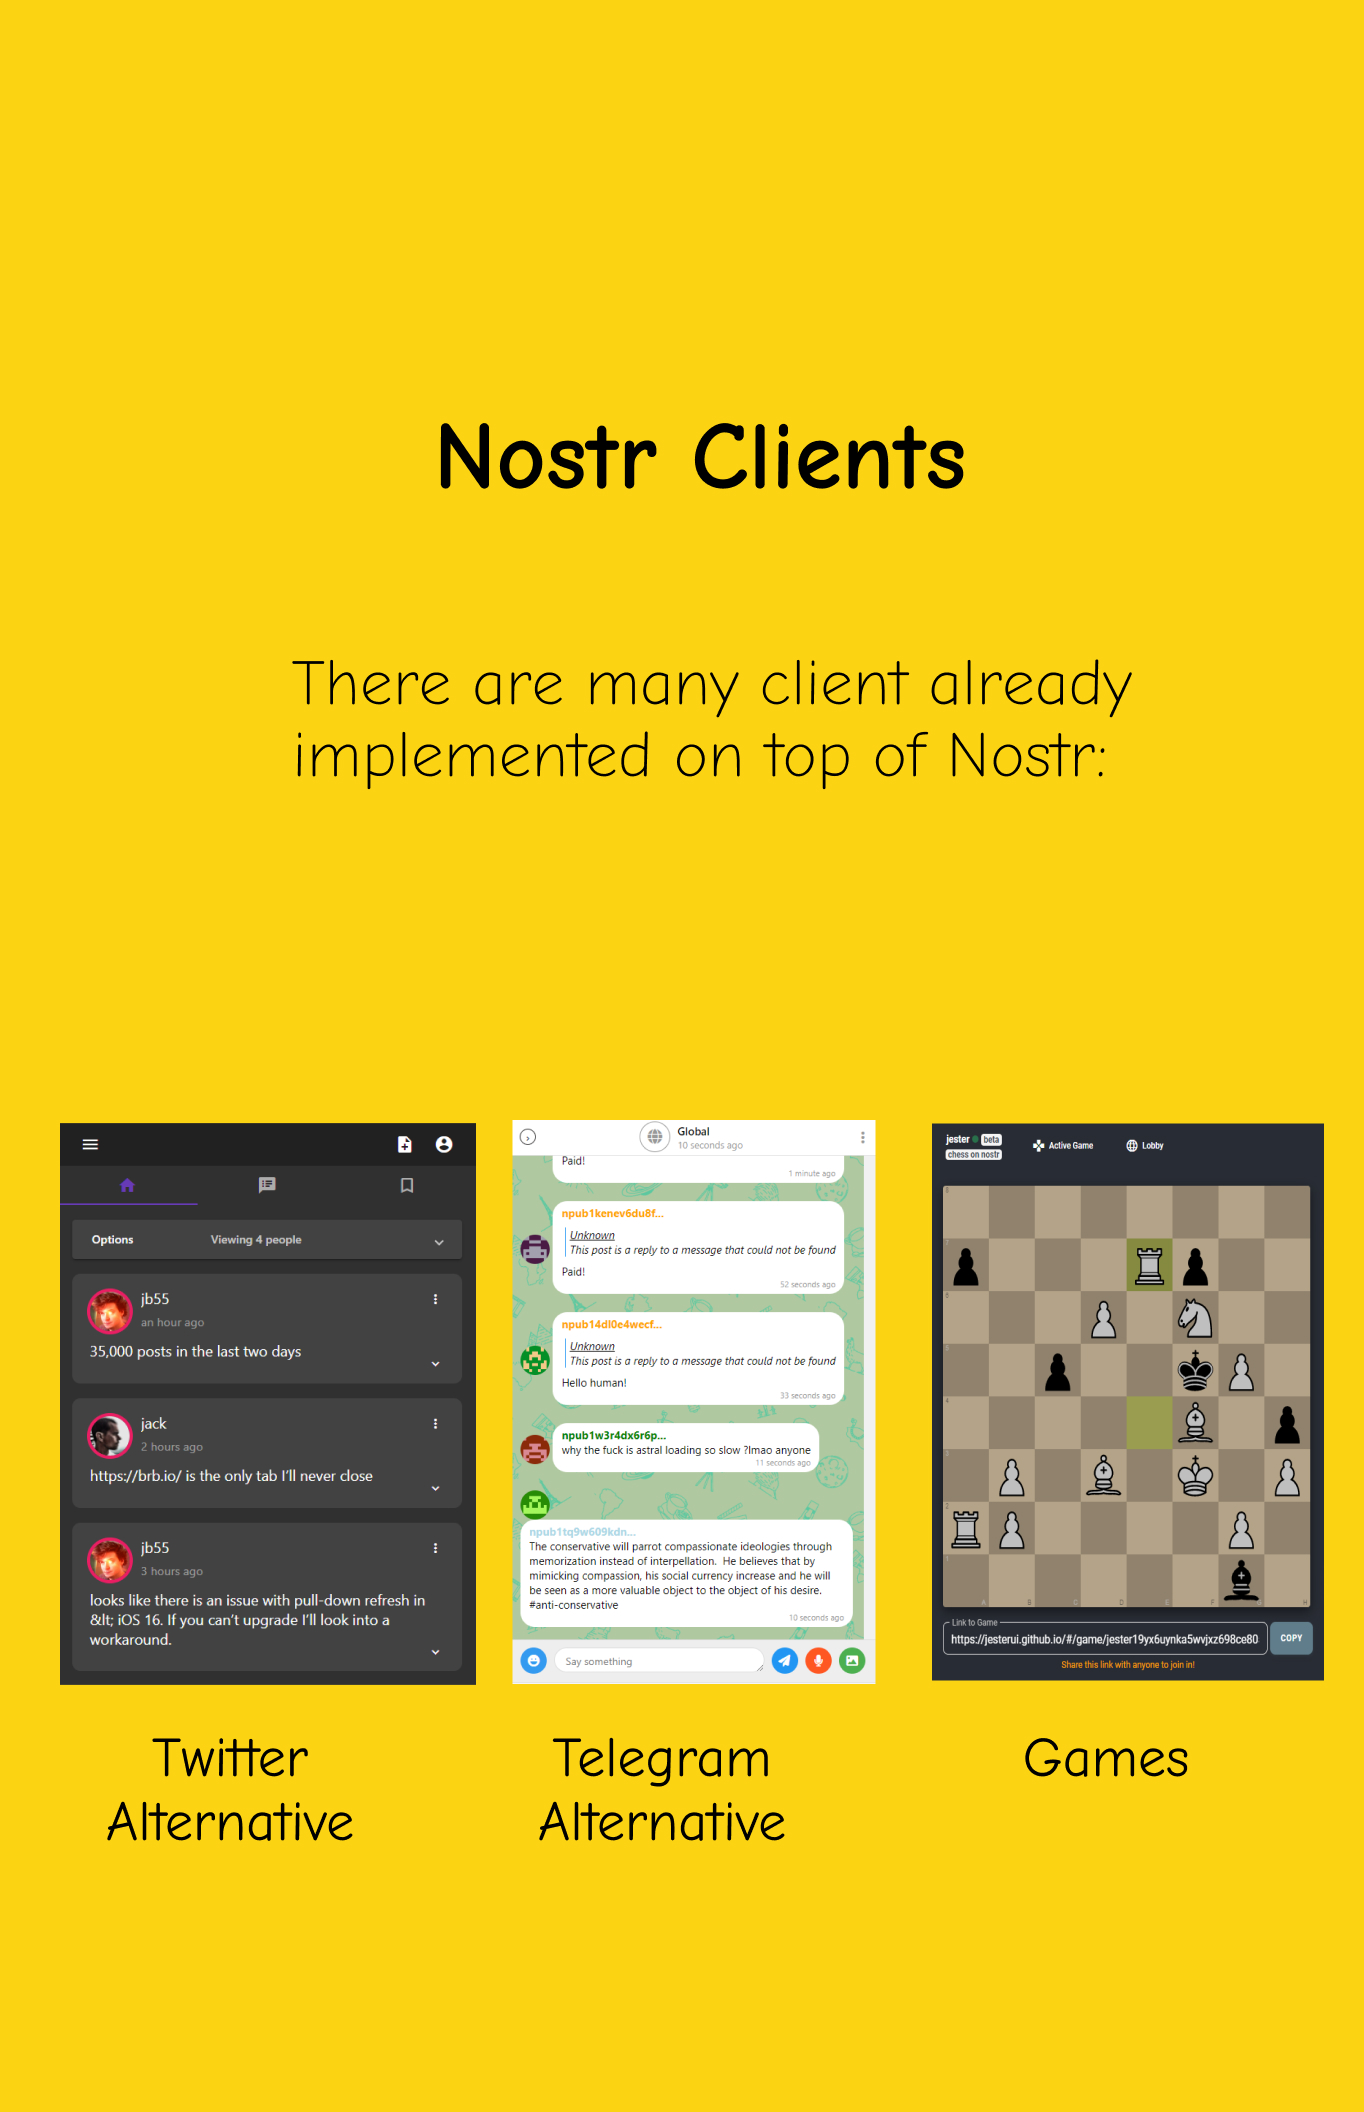 Nostr Clients
There are many client already
implemented on top of Nostr:
Options
Viewing 4 people
jb55
an hour ago
35,000 posts in the last two days
jack
2 hours ago
https://brb.io/ is the only tab I'll never close
jb55
3 hours ago
looks like there is an issue with pull-down refresh in
&lt; iOS 16. If you can't upgrade I'll look into a
workaround.
Twitter
Alternative
Global
10 seconds ago
Paid!
1 minute ago
npub1kenev6du8f...
Unknown
This post is a reply to a message that could not be found
Paid!
52 seconds ago
npub14dl0e4wecf...
Unknown
This post is a reply to a message that could not be found
Hello human!
33 seconds ago
npub1w3r4dx6r6p...
why the fuck is astral loading so slow ?lmao anyone
11 seconds ago
npub1tq9w609kdn...
The conservative will parrot compassionate ideologies through
memorization instead of interpellation.  He believes that by
mimicking compassion, his social currency increase and he will
be seen as a more valuable object to the object of his desire.
#anti-conservative
10 seconds ago
Say something
Telegram
Alternative
jester beta
chess on nostr
Active Game
Lobby
8
7
6
5
4
3
2
1
A B C D E F G H
Link to Game
https://jesterui.github.io/#/game/jester19yx6uynka5wvjxz698ce80
COPY
Share this link with anyone to join in!
Games